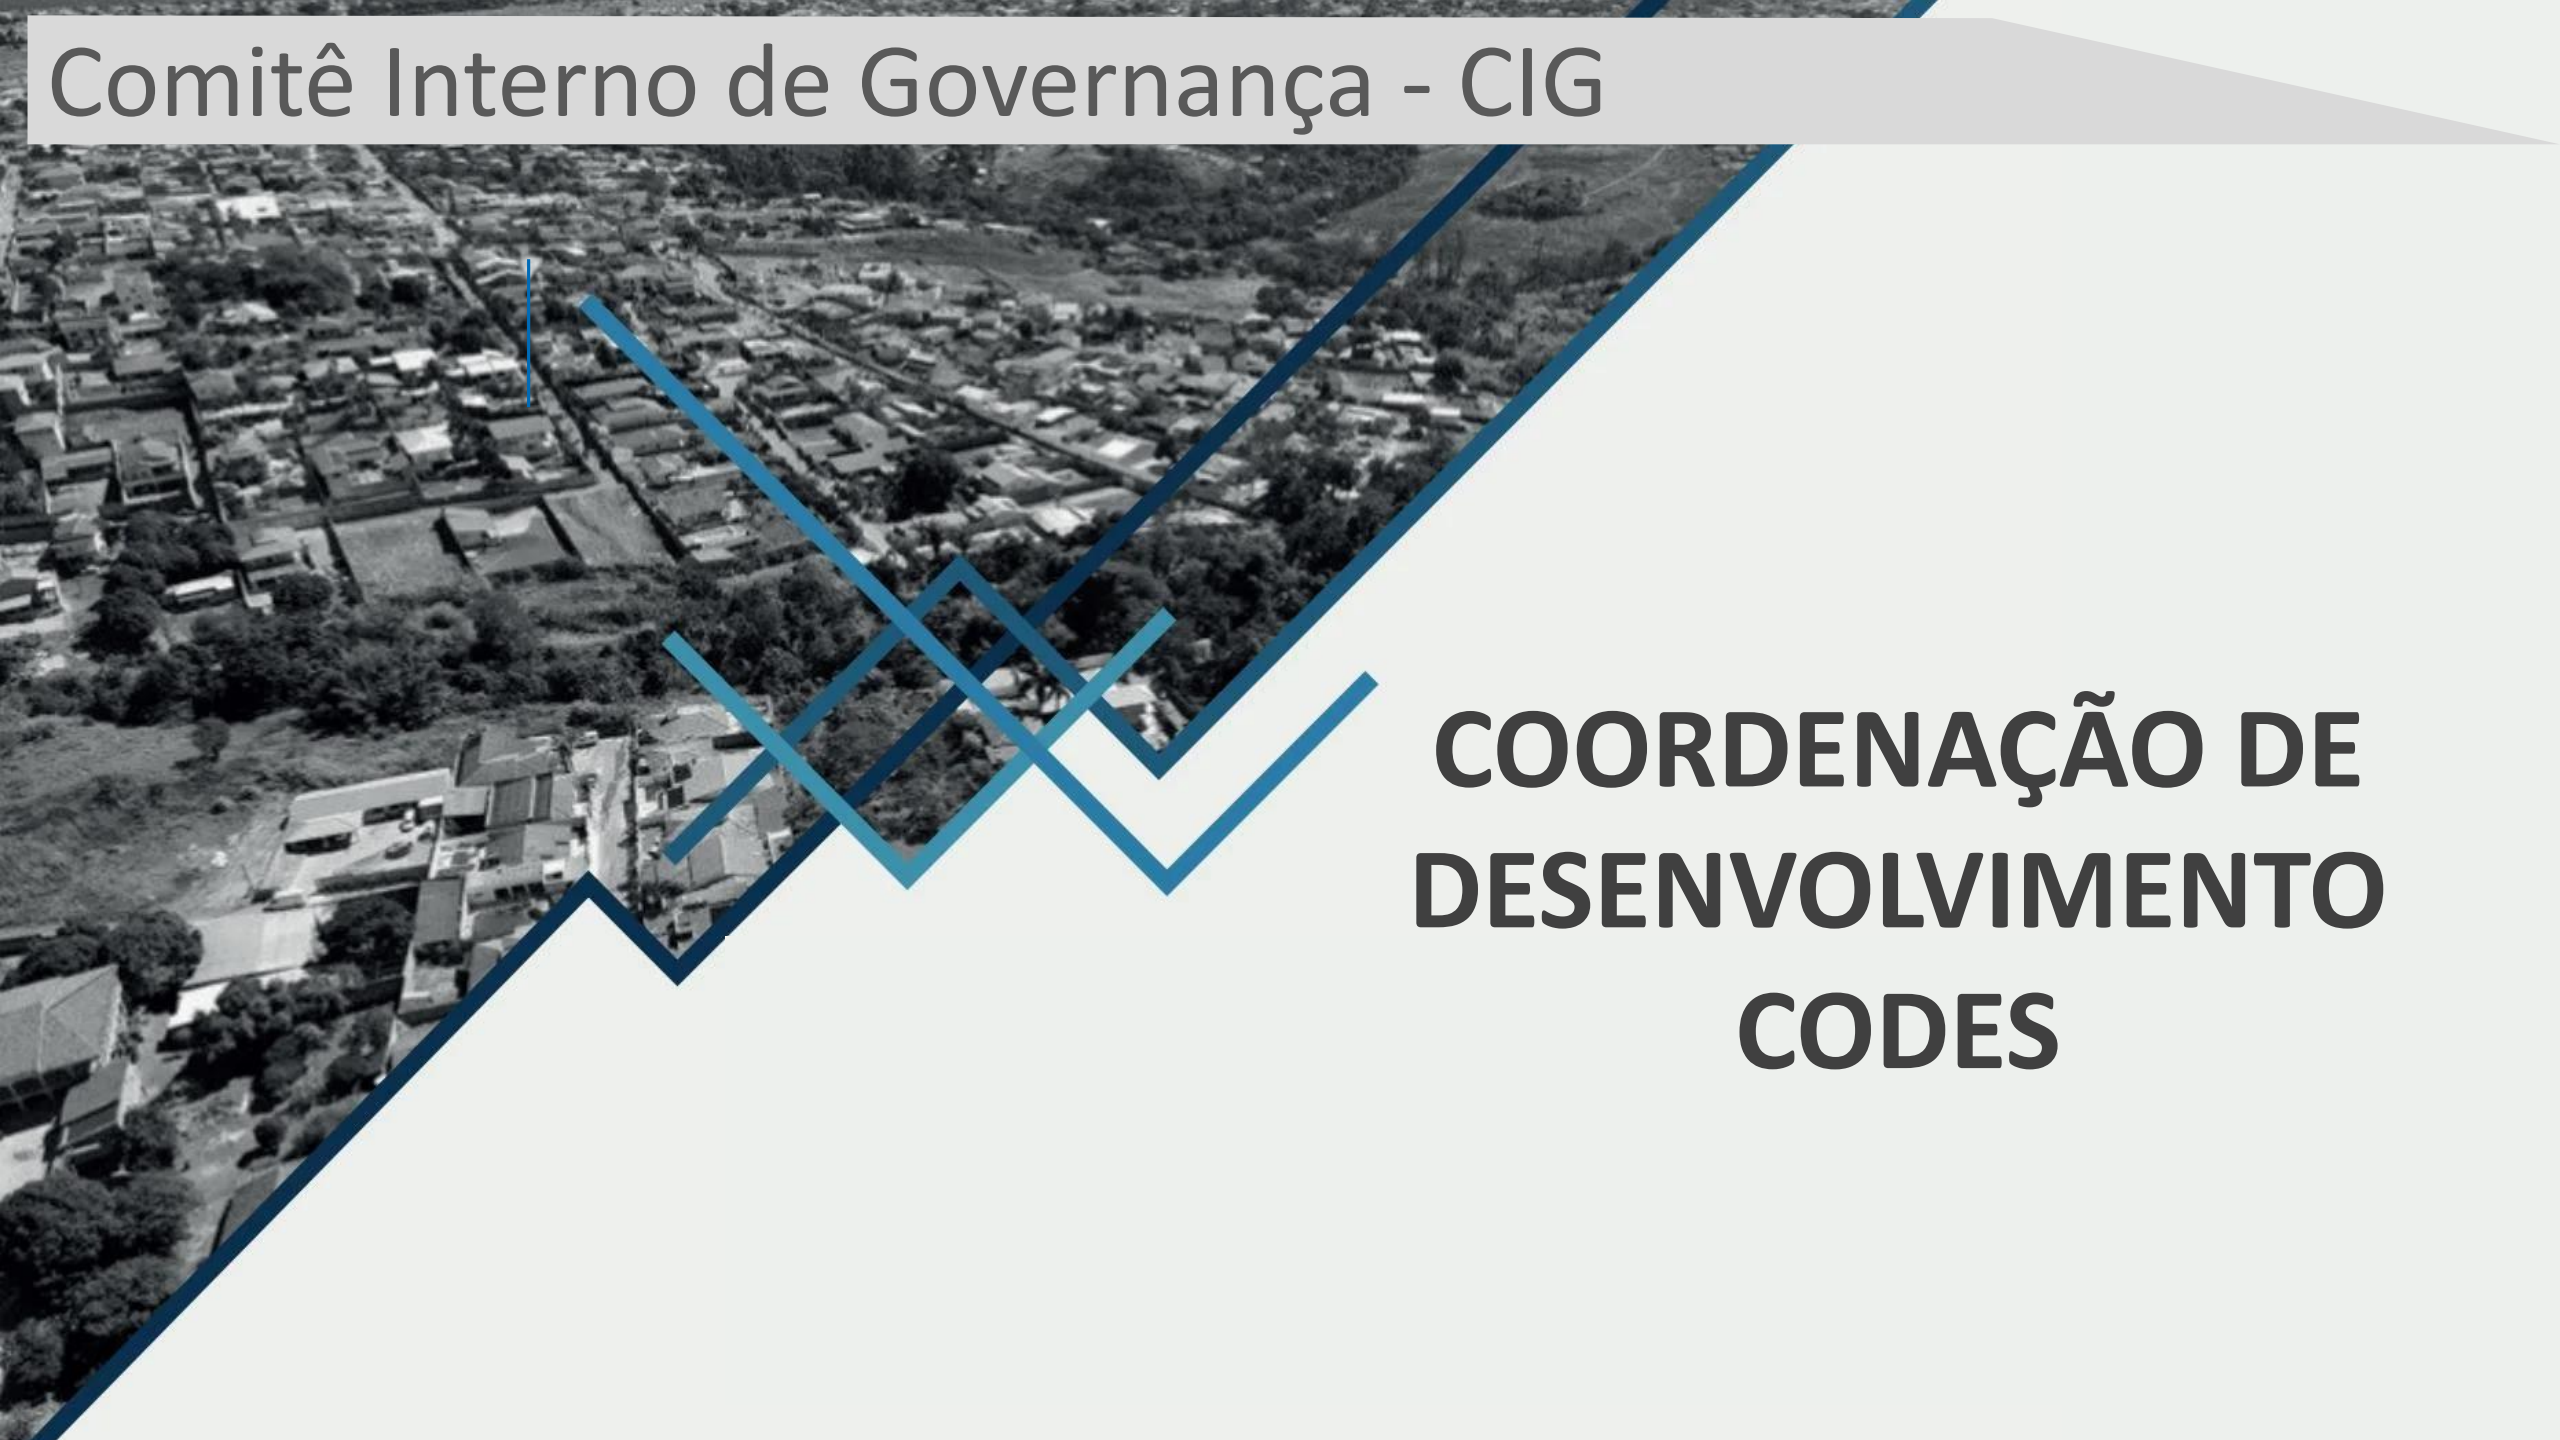 Comitê Interno de Governança - CIG
COORDENAÇÃO DE
DESENVOLVIMENTO
CODES